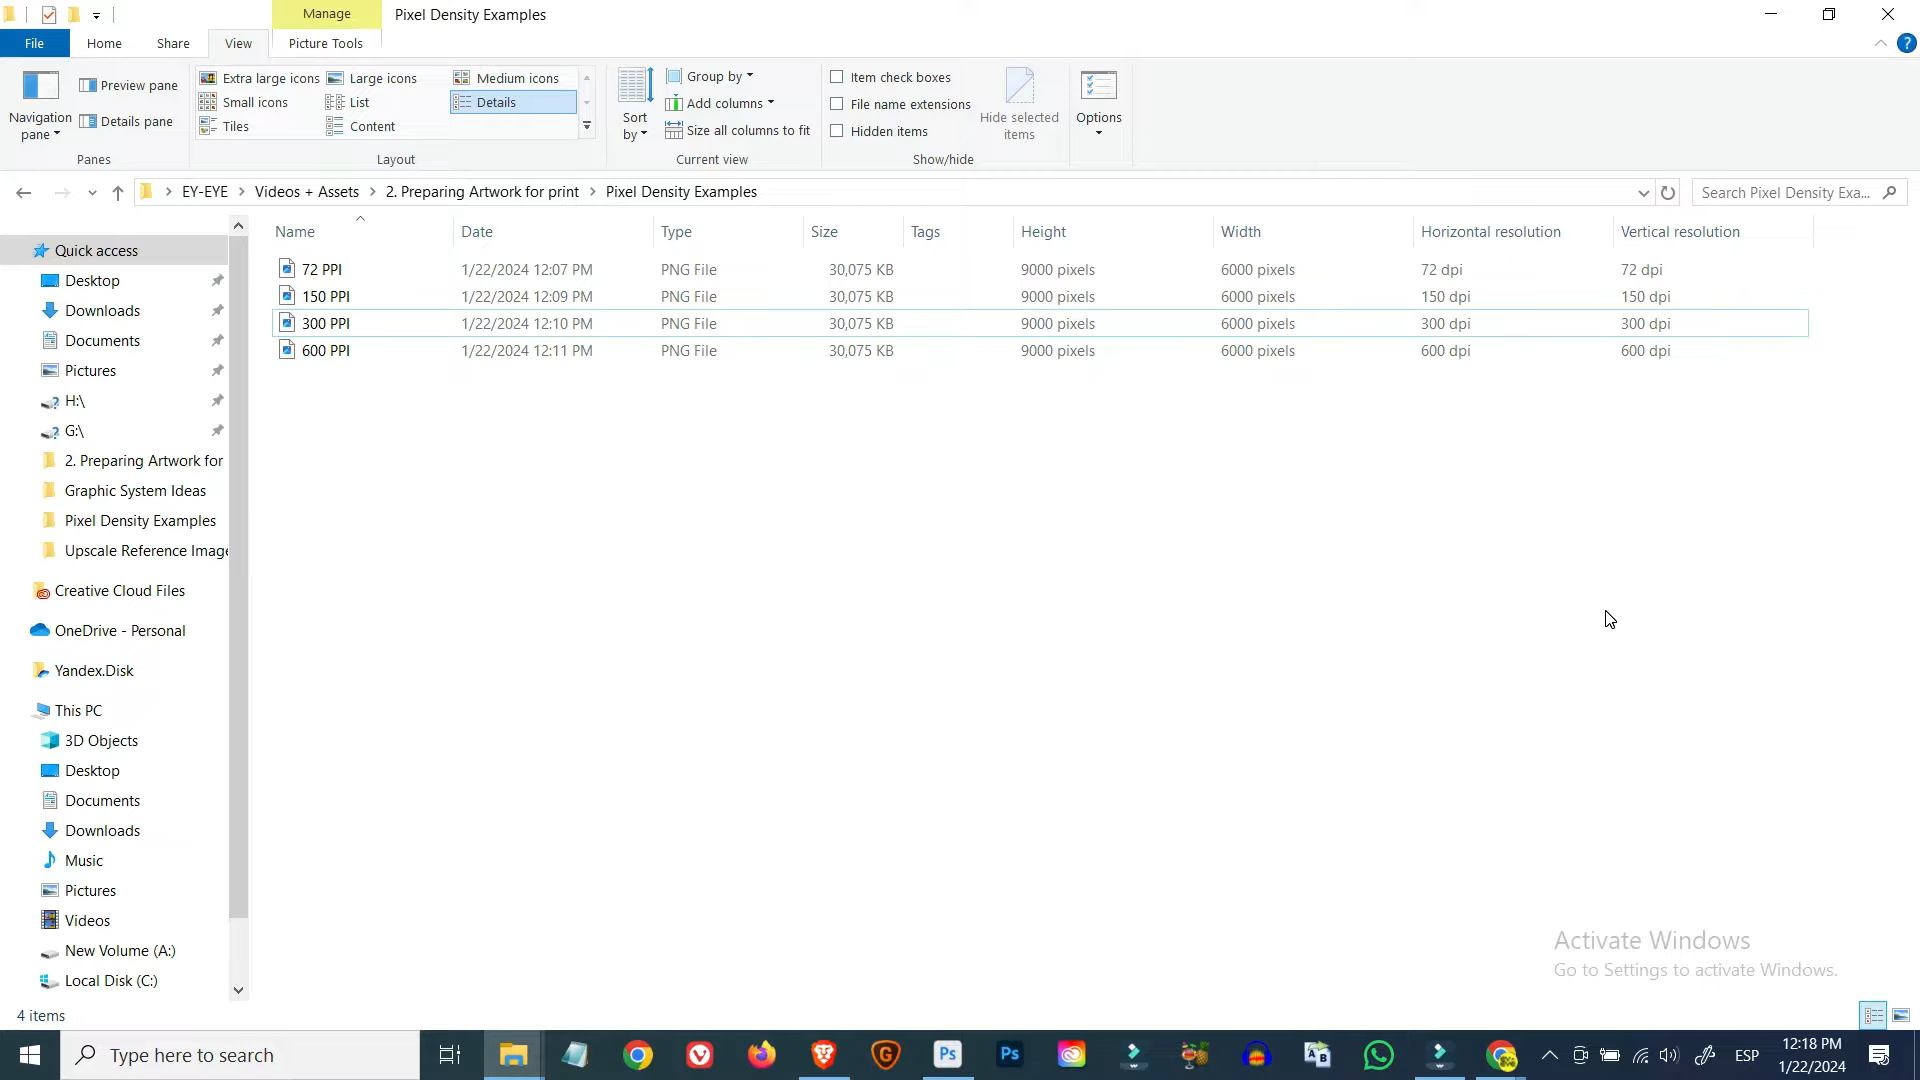 Manage
Pixel Density Examples
File
Home
Share
View
Picture Tools
Navigation pane
Preview pane
Details pane
Panes
Extra large icons
Large icons
Medium icons
Small icons
List
Details
Tiles
Content
Layout
Sort by
Group by
Add columns
Size all columns to fit
Current view
Item check boxes
File name extensions
Hidden items
Hide selected items
Show/hide
Options
EY-EYE > Videos + Assets > 2. Preparing Artwork for print > Pixel Density Examples
Search Pixel Density Exa...
Name Date Type Size Tags Height Width Horizontal resolution Vertical resolution
72 PPI 1/22/2024 12:07 PM PNG File 30,075 KB 9000 pixels 6000 pixels 72 dpi 72 dpi
150 PPI 1/22/2024 12:09 PM PNG File 30,075 KB 9000 pixels 6000 pixels 150 dpi 150 dpi
300 PPI 1/22/2024 12:10 PM PNG File 30,075 KB 9000 pixels 6000 pixels 300 dpi 300 dpi
600 PPI 1/22/2024 12:11 PM PNG File 30,075 KB 9000 pixels 6000 pixels 600 dpi 600 dpi
Quick access
Desktop
Downloads
Documents
Pictures
H:\
G:\
2. Preparing Artwork for
Graphic System Ideas
Pixel Density Examples
Upscale Reference Image
Creative Cloud Files
OneDrive - Personal
Yandex.Disk
This PC
3D Objects
Desktop
Documents
Downloads
Music
Pictures
Videos
New Volume (A:)
Local Disk (C:)
Activate Windows
Go to Settings to activate Windows.
4 items
Type here to search
Ps
Ps
ESP
12:18 PM
1/22/2024